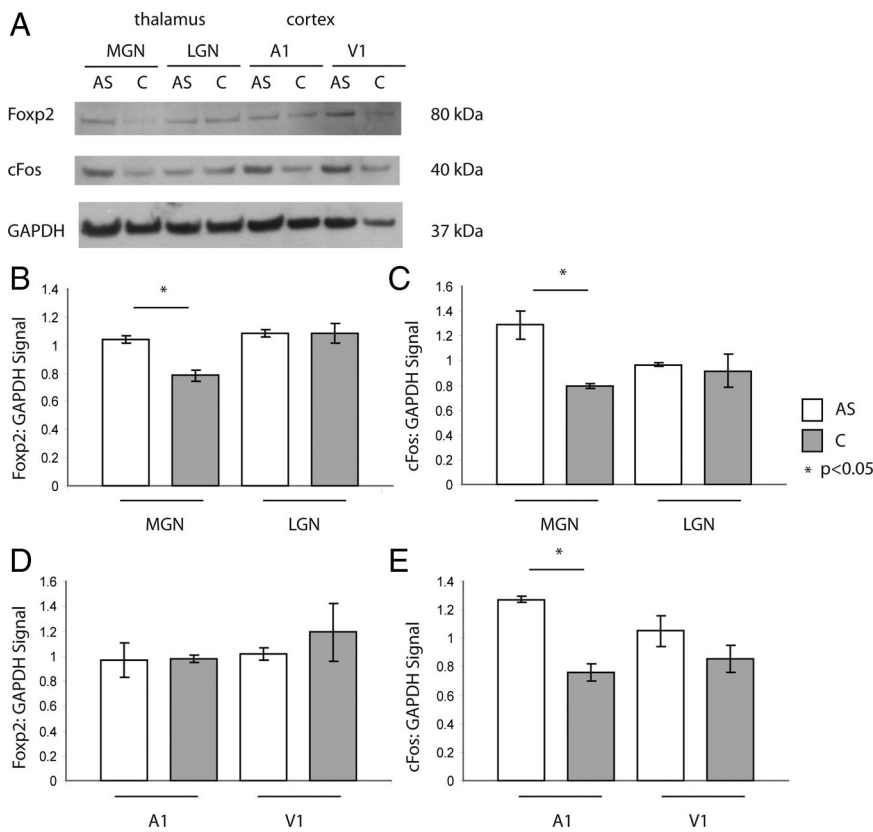 A
thalamus cortex
MGN LGN A1 V1
AS C AS C AS C AS C
Foxp2 80 kDa
cFos 40 kDa
GAPDH 37 kDa
B
Foxp2: GAPDH Signal
1.4
1.2
1
0.8
0.6
0.4
0.2
0
*
MGN LGN
C
cFos: GAPDH Signal
1.6
1.4
1.2
1
0.8
0.6
0.4
0.2
0
*
MGN LGN
AS
C
* p<0.05
D
Foxp2: GAPDH Signal
1.6
1.4
1.2
1
0.8
0.6
0.4
0.2
0
A1 V1
E
cFos: GAPDH Signal
1.4
1.2
1
0.8
0.6
0.4
0.2
0
*
A1 V1